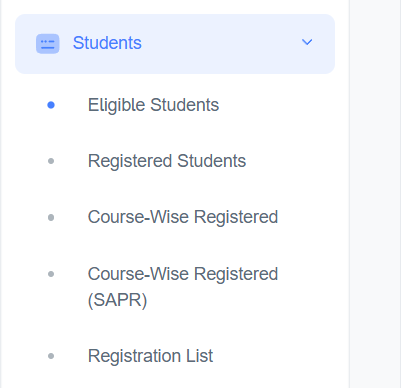 Students
Eligible Students
Registered Students
Course-Wise Registered
Course-Wise Registered
(SAPR)
Registration List